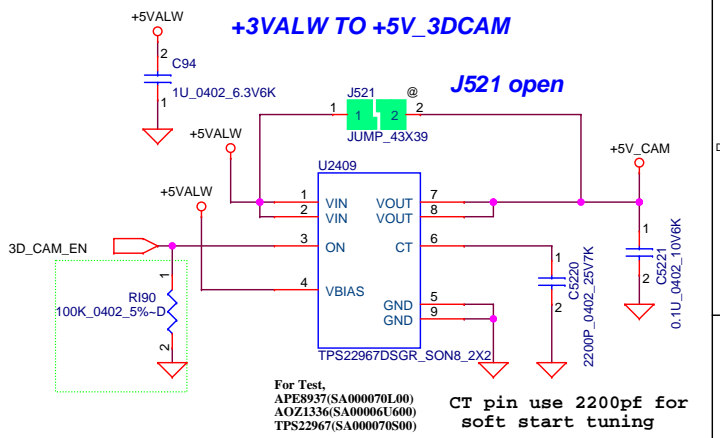 +5VALW
+3VALW TO +5V_3DCAM
2
C94
1U_0402_6.3V6K
1
J521 open
J521
@
1
1
2
2
JUMP_43X39
+5VALW
U2409
+5V_CAM
+5VALW
1
VIN
VOUT
7
2
VIN
VOUT
8
3D_CAM_EN
3
ON
CT
6
4
VBIAS
GND
5
GND
9
TPS22967DSGR_SON8_2X2
1
RI90
100K_0402_5%~D
2
1
C5220
2200P_0402_25V7K
2
1
C5221
0.1U_0402_10V6K
2
For Test,
APE8937(SA000070L00)
AOZ1336(SA00006U600)
TPS22967(SA000070S00)
CT pin use 2200pf for
soft start tuning
D